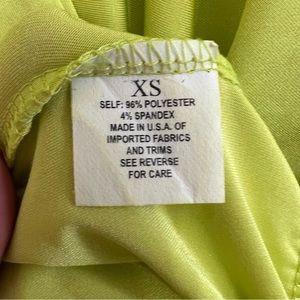 XS
SELF: 96% POLYESTER
4% SPANDEX
MADE IN U.S.A. OF
IMPORTED FABRICS
AND TRIMS
SEE REVERSE
FOR CARE